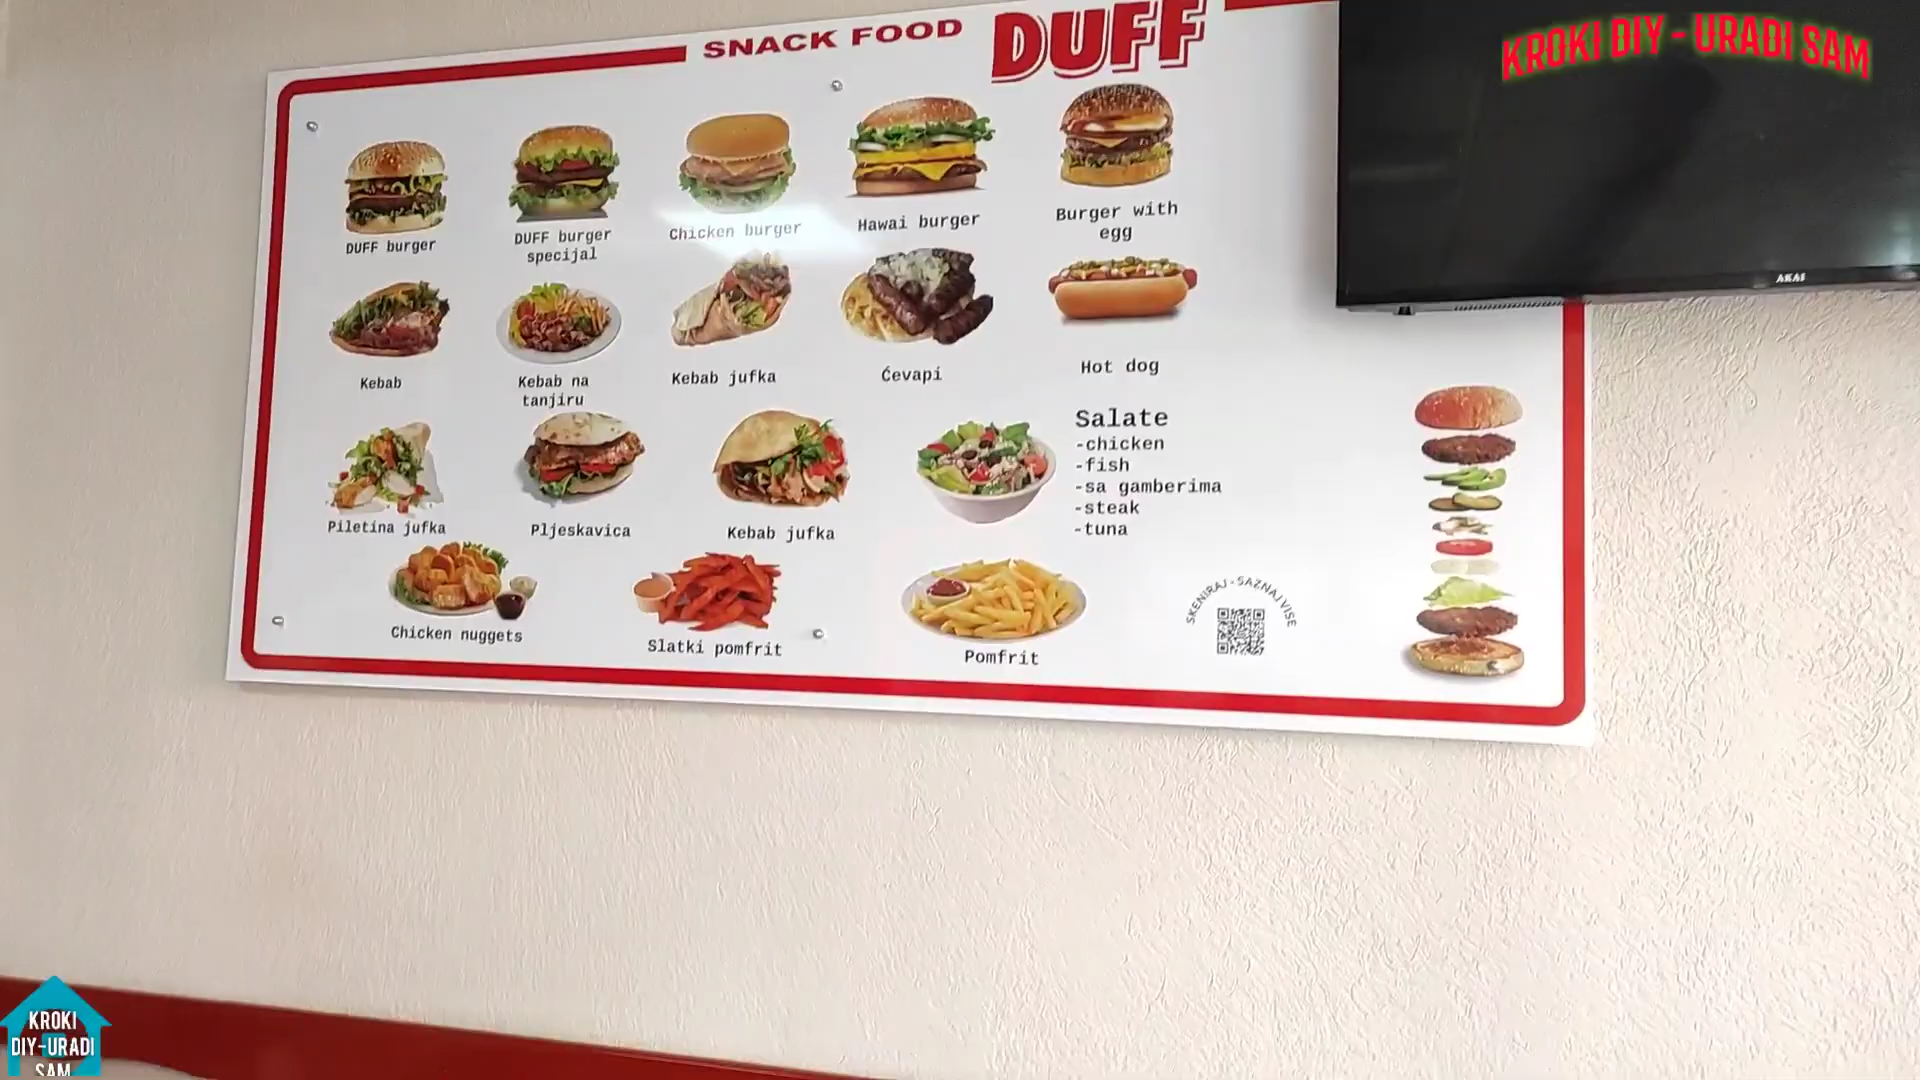 SNACK FOOD DUFF
KROKI DIY - URADI SAM
AKAI
DUFF burger
DUFF burger
specijal
Chicken burger
Hawai burger
Burger with
egg
Kebab
Kebab na
tanjiru
Kebab jufka
Ćevapi
Hot dog
Piletina jufka
Pljeskavica
Kebab jufka
Salate
-chicken
-fish
-sa gamberima
-steak
-tuna
Chicken nuggets
Slatki pomfrit
Pomfrit
SKENIRAJ - SAZNAJ VISE
KROKI
DIY-URADI
SAM